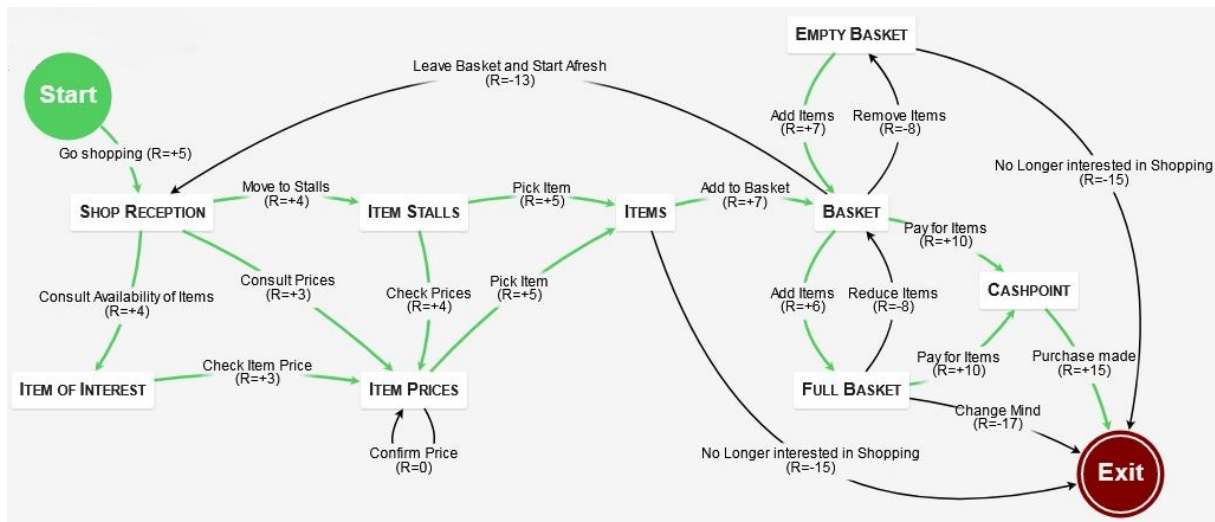 EMPTY BASKET
Leave Basket and Start Afresh
(R=-13)
Start
Add Items
(R=+7)
Remove Items
(R=-8)
Go shopping (R=+5)
No Longer interested in Shopping
(R=-15)
Move to Stalls
(R=+4)
Pick Item
(R=+5)
Add to Basket
(R=+7)
SHOP RECEPTION
ITEM STALLS
ITEMS
BASKET
Pay for Items
(R=+10)
Consult Prices
(R=+3)
Pick Item
(R=+5)
Consult Availability of Items
(R=+4)
Check Prices
(R=+4)
Add Items
(R=+6)
Reduce Items
(R=-8)
CASHPOINT
Check Item Price
(R=+3)
Pay for Items
(R=+10)
Purchase made
(R=+15)
ITEM OF INTEREST
ITEM PRICES
FULL BASKET
Change Mind
(R=-17)
Confirm Price
(R=0)
No Longer interested in Shopping
(R=-15)
Exit